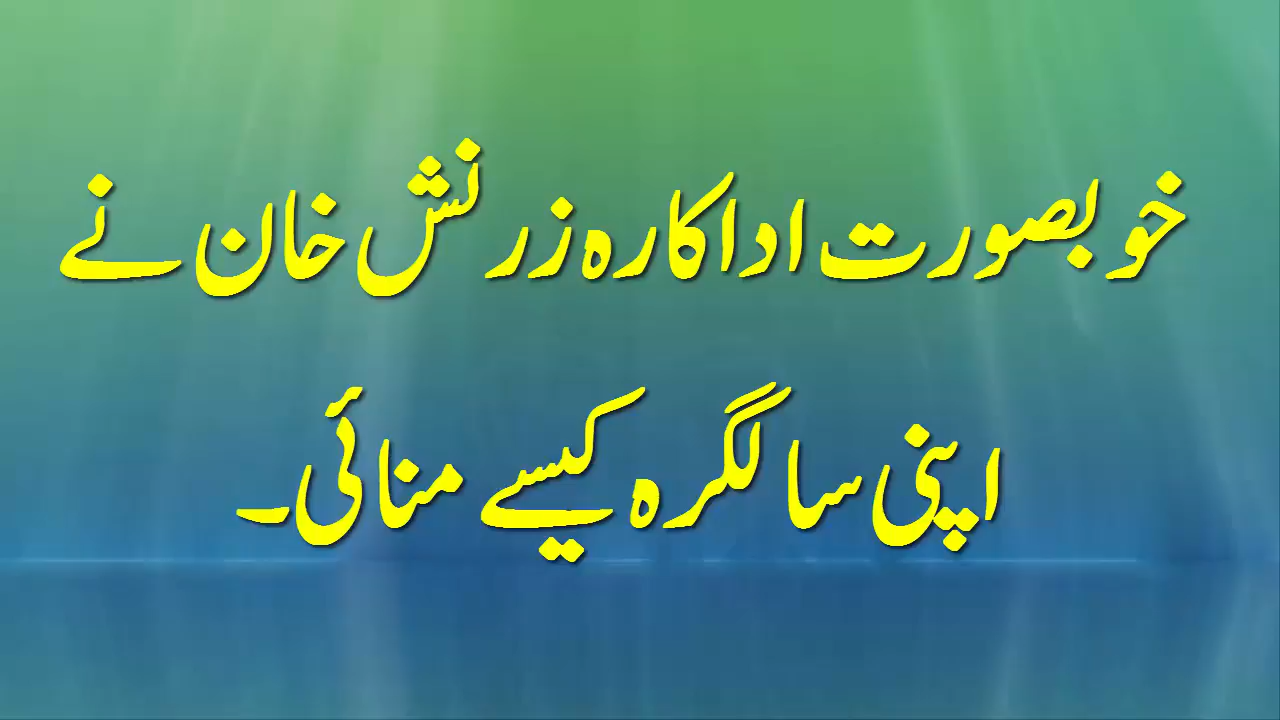 خوبصورت اداکارہ زرنش خان نے
اپنی سالگرہ کیسے منائی۔